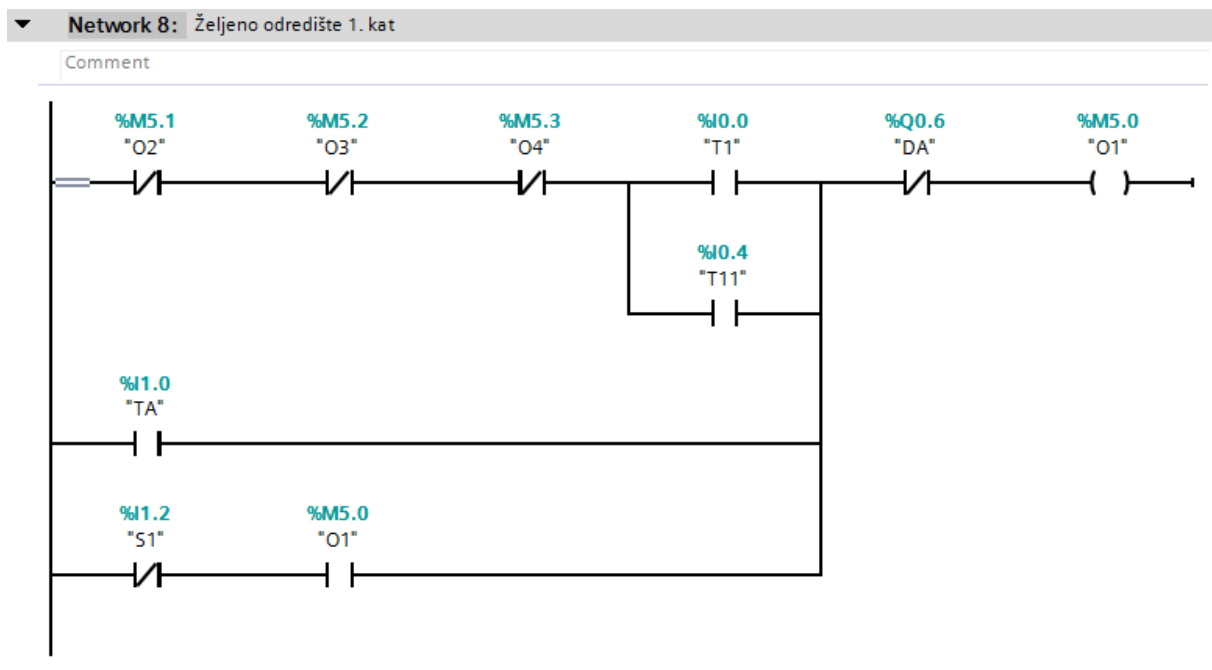 Network 8: Željeno odredište 1. kat
Comment
%M5.1 %M5.2 %M5.3 %I0.0 %Q0.6 %M5.0
"O2" "O3" "O4" "T1" "DA" "O1"
%I0.4
"T11"
%I1.0
"TA"
%I1.2 %M5.0
"S1" "O1"